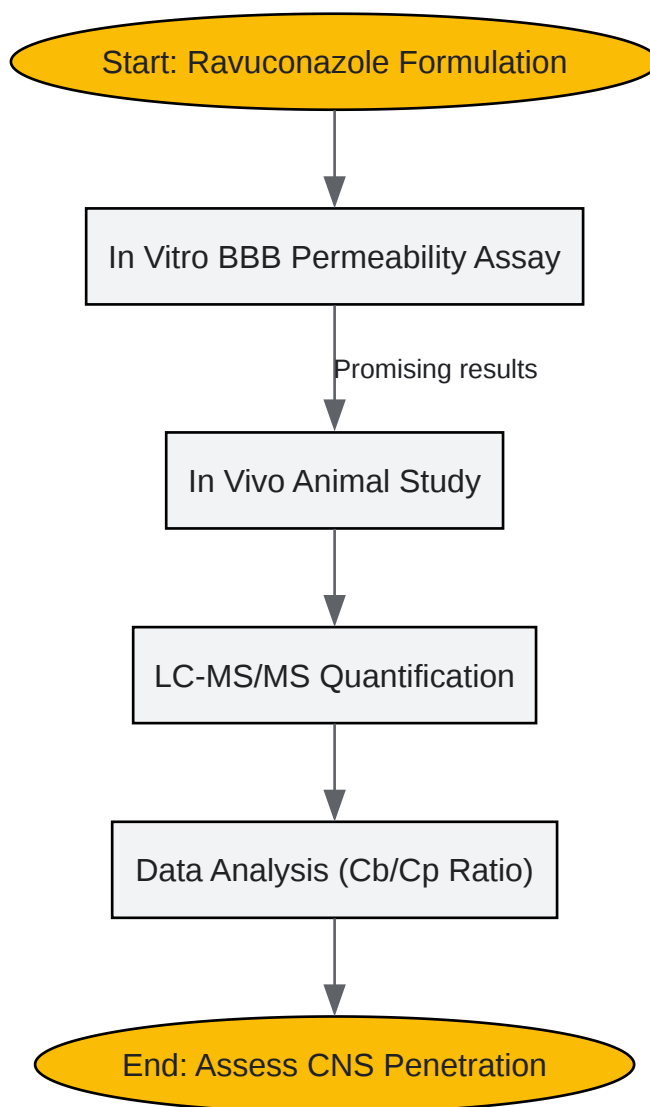 Start: Ravuconazole Formulation
In Vitro BBB Permeability Assay
Promising results
In Vivo Animal Study
LC-MS/MS Quantification
Data Analysis (Cb/Cp Ratio)
End: Assess CNS Penetration